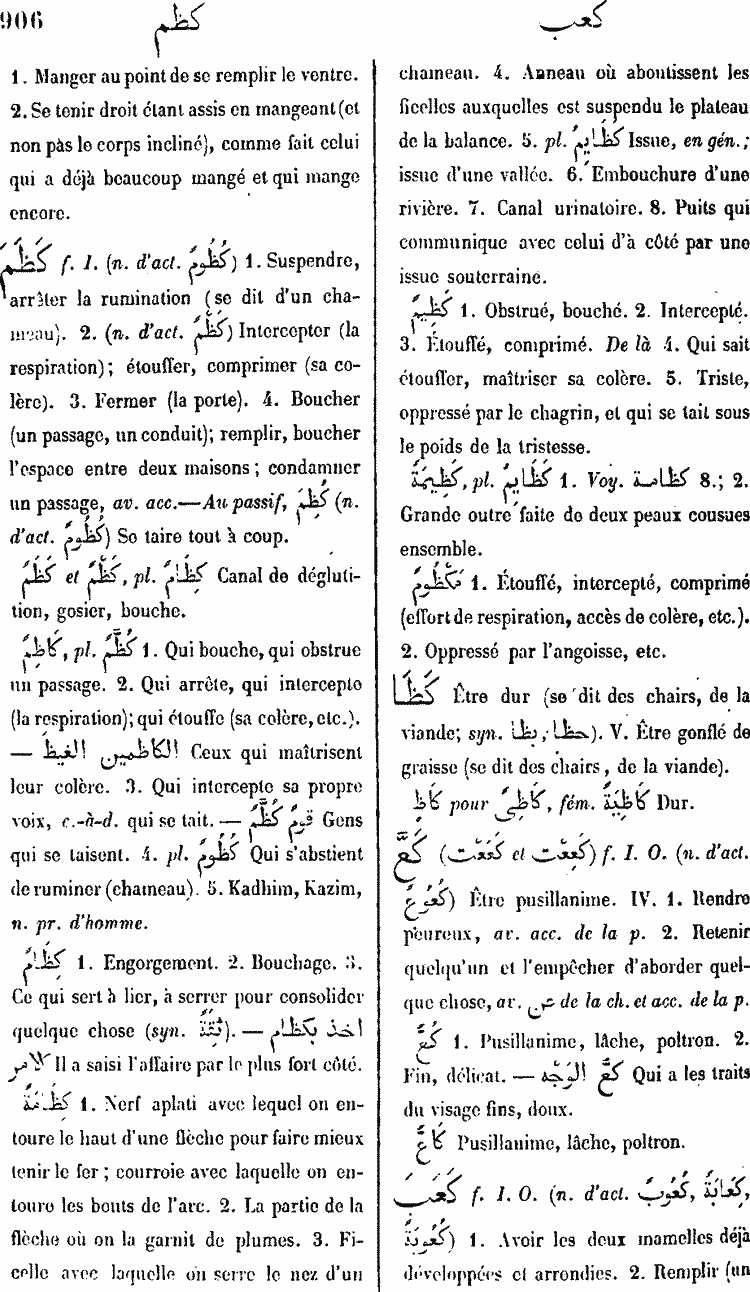 906
كظم
كعب
1. Manger au point de se remplir le ventre.
2. Se tenir droit étant assis en mangeant (et
non pas le corps incliné), comme fait celui
qui a déjà beaucoup mangé et qui mange
encore.
كَظَمَ f. I. (n. d'act. كُظُومٌ) 1. Suspendre,
arrêter la rumination (se dit d'un cha-
meau). 2. (n. d'act. كَظْمٌ) Intercepter (la
respiration); étouffer, comprimer (sa co-
lère). 3. Fermer (la porte). 4. Boucher
(un passage, un conduit); remplir, boucher
l'espace entre deux maisons; condamner
un passage, av. acc.—Au passif, كُظِمَ (n.
d'act. كُظُومٌ) Se taire tout à coup.
كَظْمٌ et كَظَمٌ, pl. كِظَامٌ Canal de dégluti-
tion, gosier, bouche.
كَاظِمٌ, pl. كُظَّمٌ 1. Qui bouche, qui obstrue
un passage. 2. Qui arrête, qui intercepte
(la respiration); qui étouffe (sa colère, etc.).
— الكاظمين الغيظ Ceux qui maîtrisent
leur colère. 3. Qui intercepte sa propre
voix, c.-à-d. qui se tait. — قومٌ كُظَّمٌ Gens
qui se taisent. 4. pl. كُظُومٌ Qui s'abstient
de ruminer (chameau). 5. Kadhim, Kazim,
n. pr. d'homme.
كِظَامٌ 1. Engorgement. 2. Bouchage. 3.
Ce qui sert à lier, à serrer pour consolider
quelque chose (syn. ثِقَةٌ). — اخذ بكظام
الامر Il a saisi l'affaire par le plus fort côté.
كِظَامَةٌ 1. Nerf aplati avec lequel on en-
toure le haut d'une flèche pour faire mieux
tenir le fer; courroie avec laquelle on en-
toure les bouts de l'arc. 2. La partie de la
flèche où on la garnit de plumes. 3. Fi-
celle avec laquelle on serre le nez d'un
chameau. 4. Anneau où aboutissent les
ficelles auxquelles est suspendu le plateau
de la balance. 5. pl. كَظَايِمُ Issue, en gén.;
issue d'une vallée. 6. Embouchure d'une
rivière. 7. Canal urinatoire. 8. Puits qui
communique avec celui d'à côté par une
issue souterraine.
كَظِيمٌ 1. Obstrué, bouché. 2. Intercepté.
3. Étouffé, comprimé. De là 4. Qui sait
étouffer, maîtriser sa colère. 5. Triste,
oppressé par le chagrin, et qui se tait sous
le poids de la tristesse.
كَظِيمَةٌ, pl. كَظَايِمُ 1. Voy. كظامة 8.; 2.
Grande outre faite de deux peaux cousues
ensemble.
مَكْظُومٌ 1. Étouffé, intercepté, comprimé
(effort de respiration, accès de colère, etc.).
2. Oppressé par l'angoisse, etc.
كَظَا Être dur (se dit des chairs, de la
viande; syn. حظا, بظا). V. Être gonflé de
graisse (se dit des chairs, de la viande).
كَاظٍ pour كَاظِىٌ, fém. كَاظِيَةٌ Dur.
كَعَّ (كَعِعْت et كَعَعْت) f. I. O. (n. d'act.
كُعُوعٌ) Être pusillanime. IV. 1. Rendre
peureux, av. acc. de la p. 2. Retenir
quelqu'un et l'empêcher d'aborder quel-
que chose, av. عن de la ch. et acc. de la p.
كَعٌّ 1. Pusillanime, lâche, poltron. 2.
Fin, délicat. — كَعُّ الوَجْهِ Qui a les traits
du visage fins, doux.
كَاعٌّ Pusillanime, lâche, poltron.
كَعَبَ f. I. O. (n. d'act. كُعُوبٌ, كِعَابَةٌ,
كُعُوبَةٌ) 1. Avoir les deux mamelles déjà
développées et arrondies. 2. Remplir (un